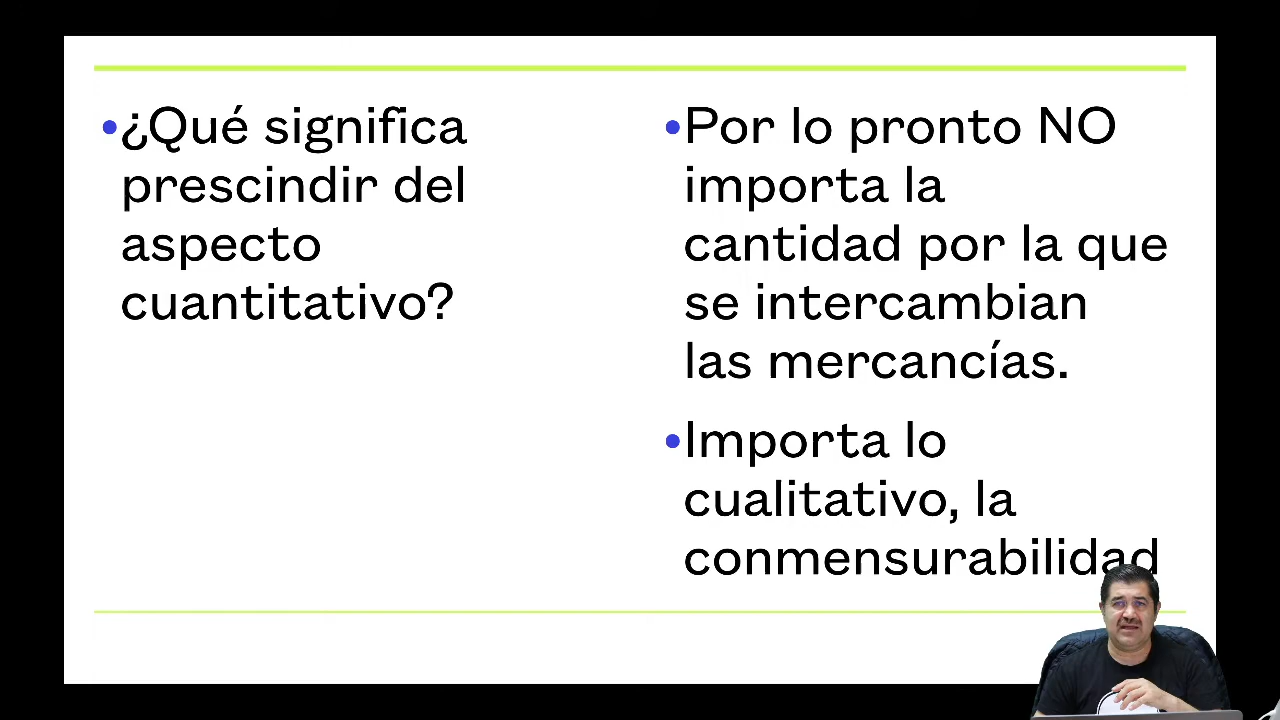 •¿Qué significa
prescindir del
aspecto
cuantitativo?
•Por lo pronto NO
importa la
cantidad por la que
se intercambian
las mercancías.
•Importa lo
cualitativo, la
conmensurabilidad